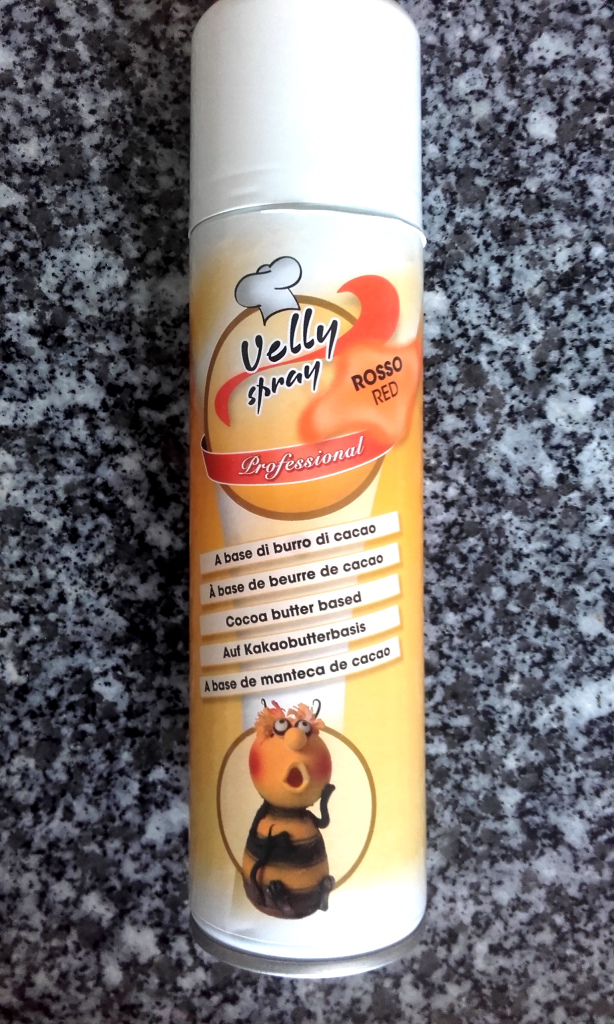 Velly
spray
ROSSO
RED
Professional
A base di burro di cacao
À base de beurre de cacao
Cocoa butter based
Auf Kakaobutterbasis
A base de manteca de cacao